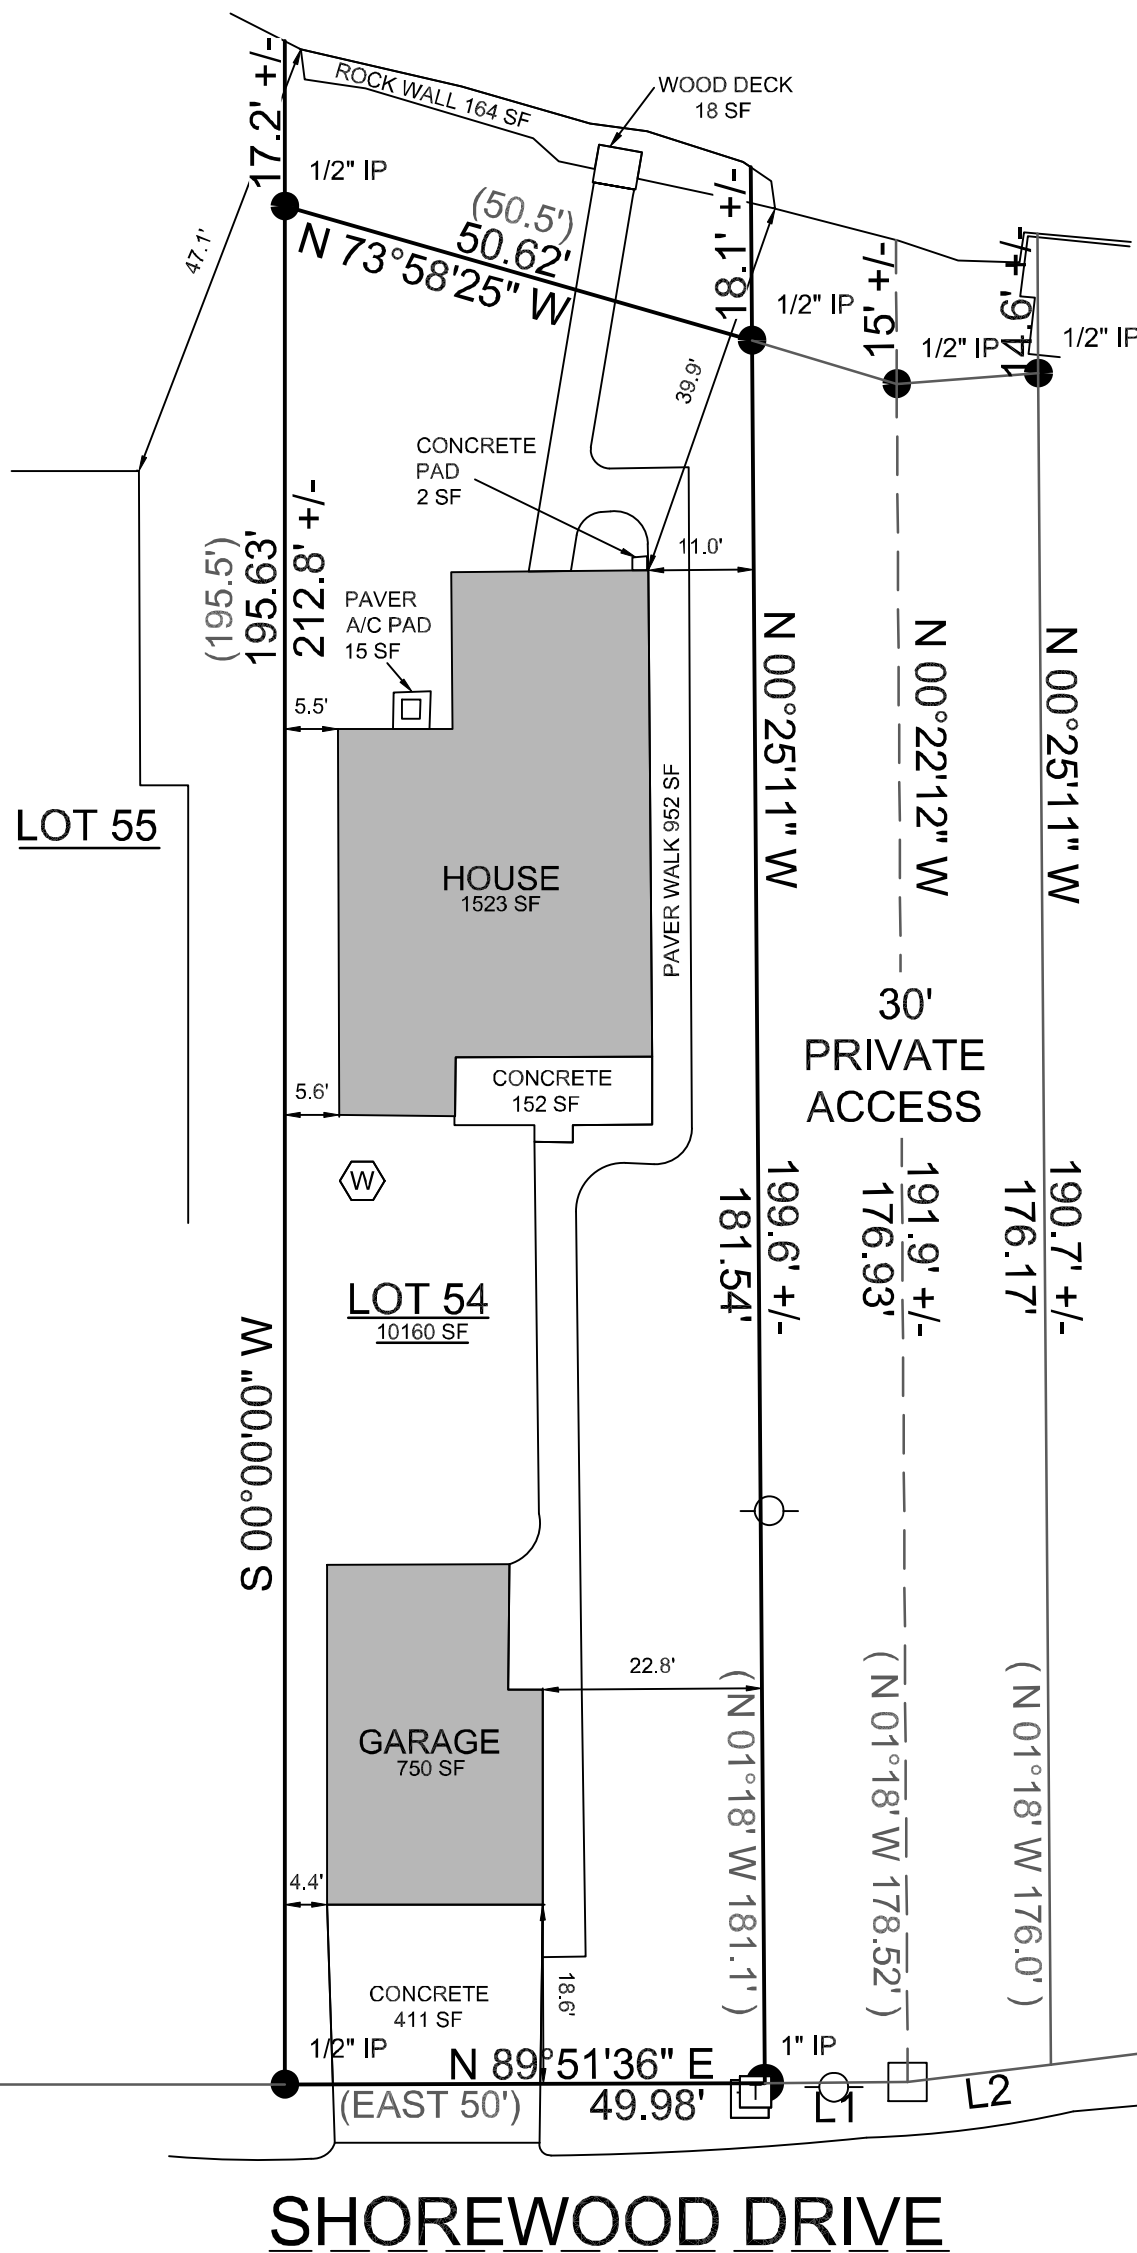 17.2' +/-
ROCK WALL 164 SF
WOOD DECK
18 SF
1/2" IP
47.1'
(50.5')
50.62'
N 73°58'25" W
18.1' +/-
1/2" IP
15' +/-
1/2" IP
14.6' +/-
1/2" IP
39.9'
CONCRETE
PAD
2 SF
11.0'
(195.5')
195.63'
212.8' +/-
PAVER
A/C PAD
15 SF
5.5'
N 00°25'11" W
N 00°22'12" W
N 00°25'11" W
LOT 55
HOUSE
1523 SF
PAVER WALK 952 SF
30'
PRIVATE
ACCESS
CONCRETE
152 SF
5.6'
W
199.6' +/-
181.54'
191.9' +/-
176.93'
190.7' +/-
176.17'
LOT 54
10160 SF
S 00°00'00" W
22.8'
(N 01°18' W 181.1')
(N 01°18' W 178.52')
(N 01°18' W 176.0')
GARAGE
750 SF
4.4'
CONCRETE
411 SF
18.6'
1/2" IP
N 89°51'36" E
1" IP
(EAST 50')
49.98'
L1
L2
SHOREWOOD DRIVE